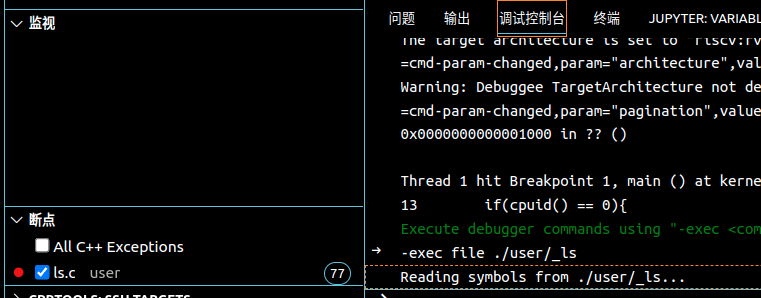 监视
断点
All C++ Exceptions
ls.c user 77
CPPTOOLS: SSH TARGETS
问题 输出 调试控制台 终端 JUPYTER: VARIABL
The target architecture is set to "riscv:rv
=cmd-param-changed,param="architecture",val
Warning: Debuggee TargetArchitecture not de
=cmd-param-changed,param="pagination",value
0x0000000000001000 in ?? ()
Thread 1 hit Breakpoint 1, main () at kerne
13 if(cpuid() == 0){
Execute debugger commands using "-exec <com
-exec file ./user/_ls
Reading symbols from ./user/_ls...